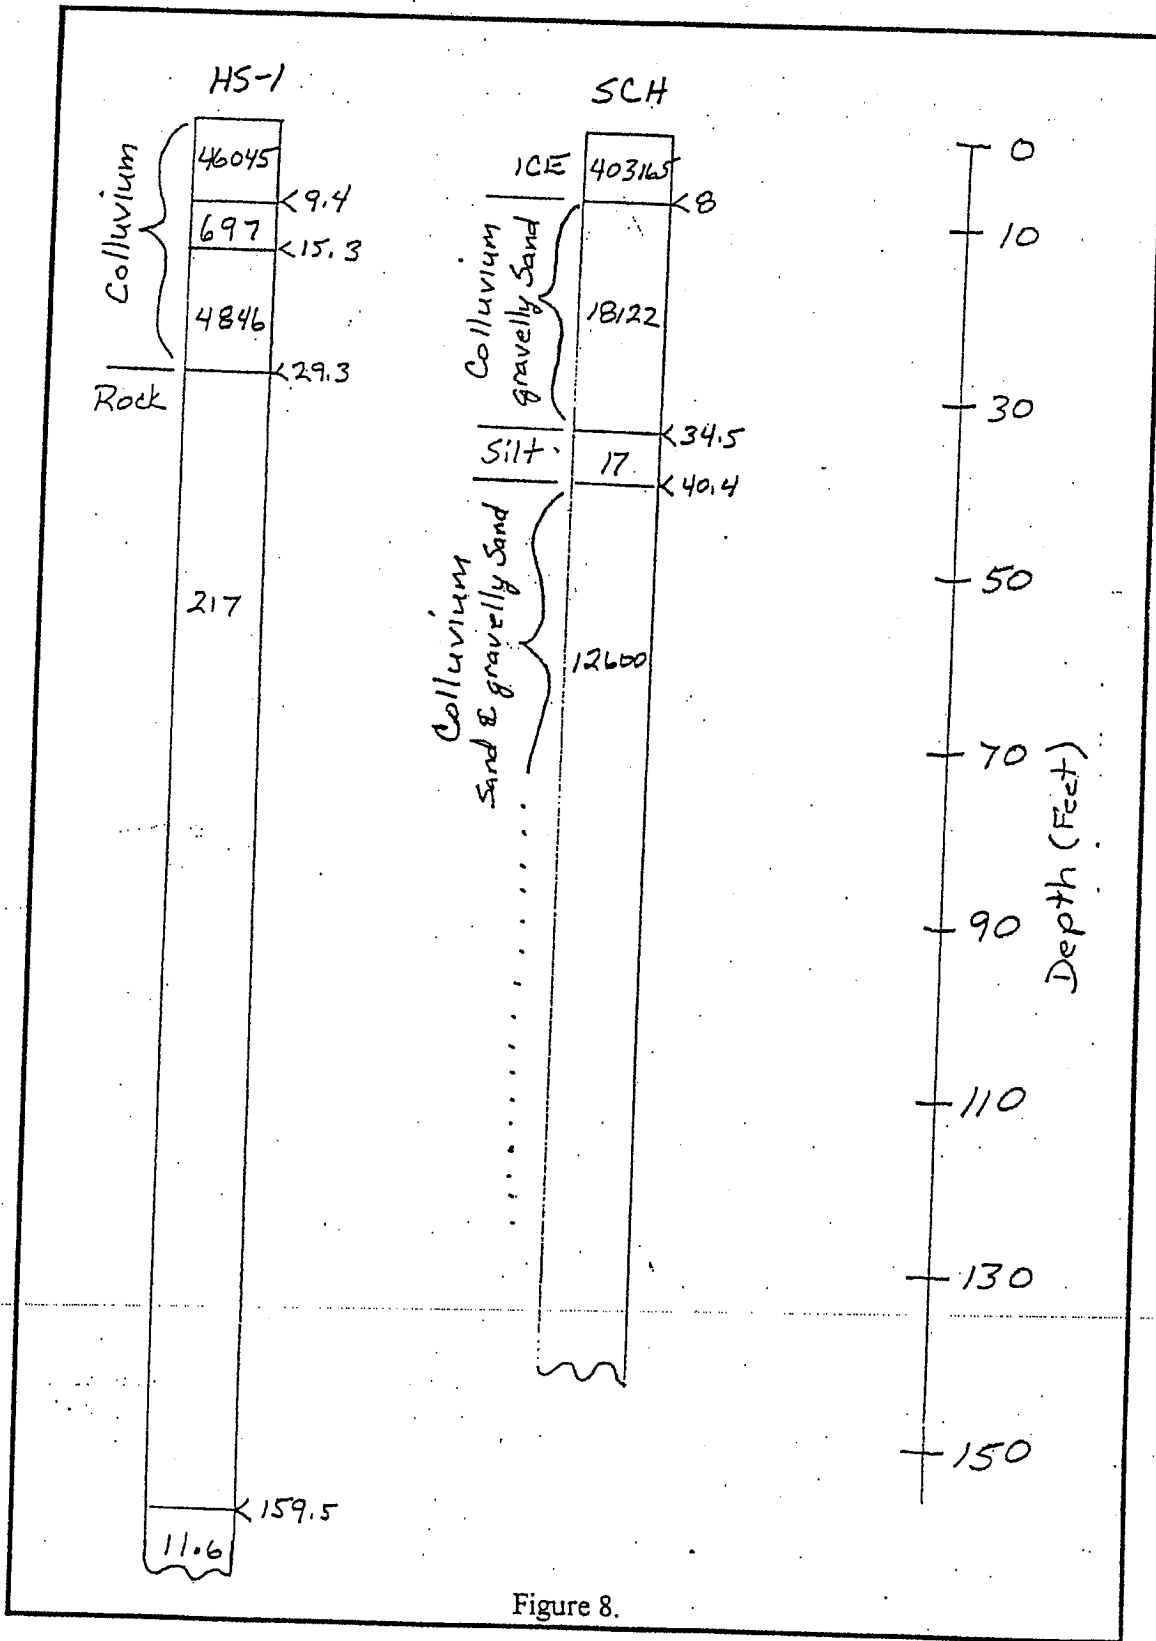 HS-1
Colluvium
46045
9.4
697
15.3
4846
29.3
Rock
217
159.5
11.6
SCH
ICE
403165
8
Colluvium
gravelly Sand
18122
34.5
Silt
17
40.4
Colluvium
Sand & gravelly Sand
12600
0
10
30
50
70
90
110
130
150
Depth (Feet)
Figure 8.